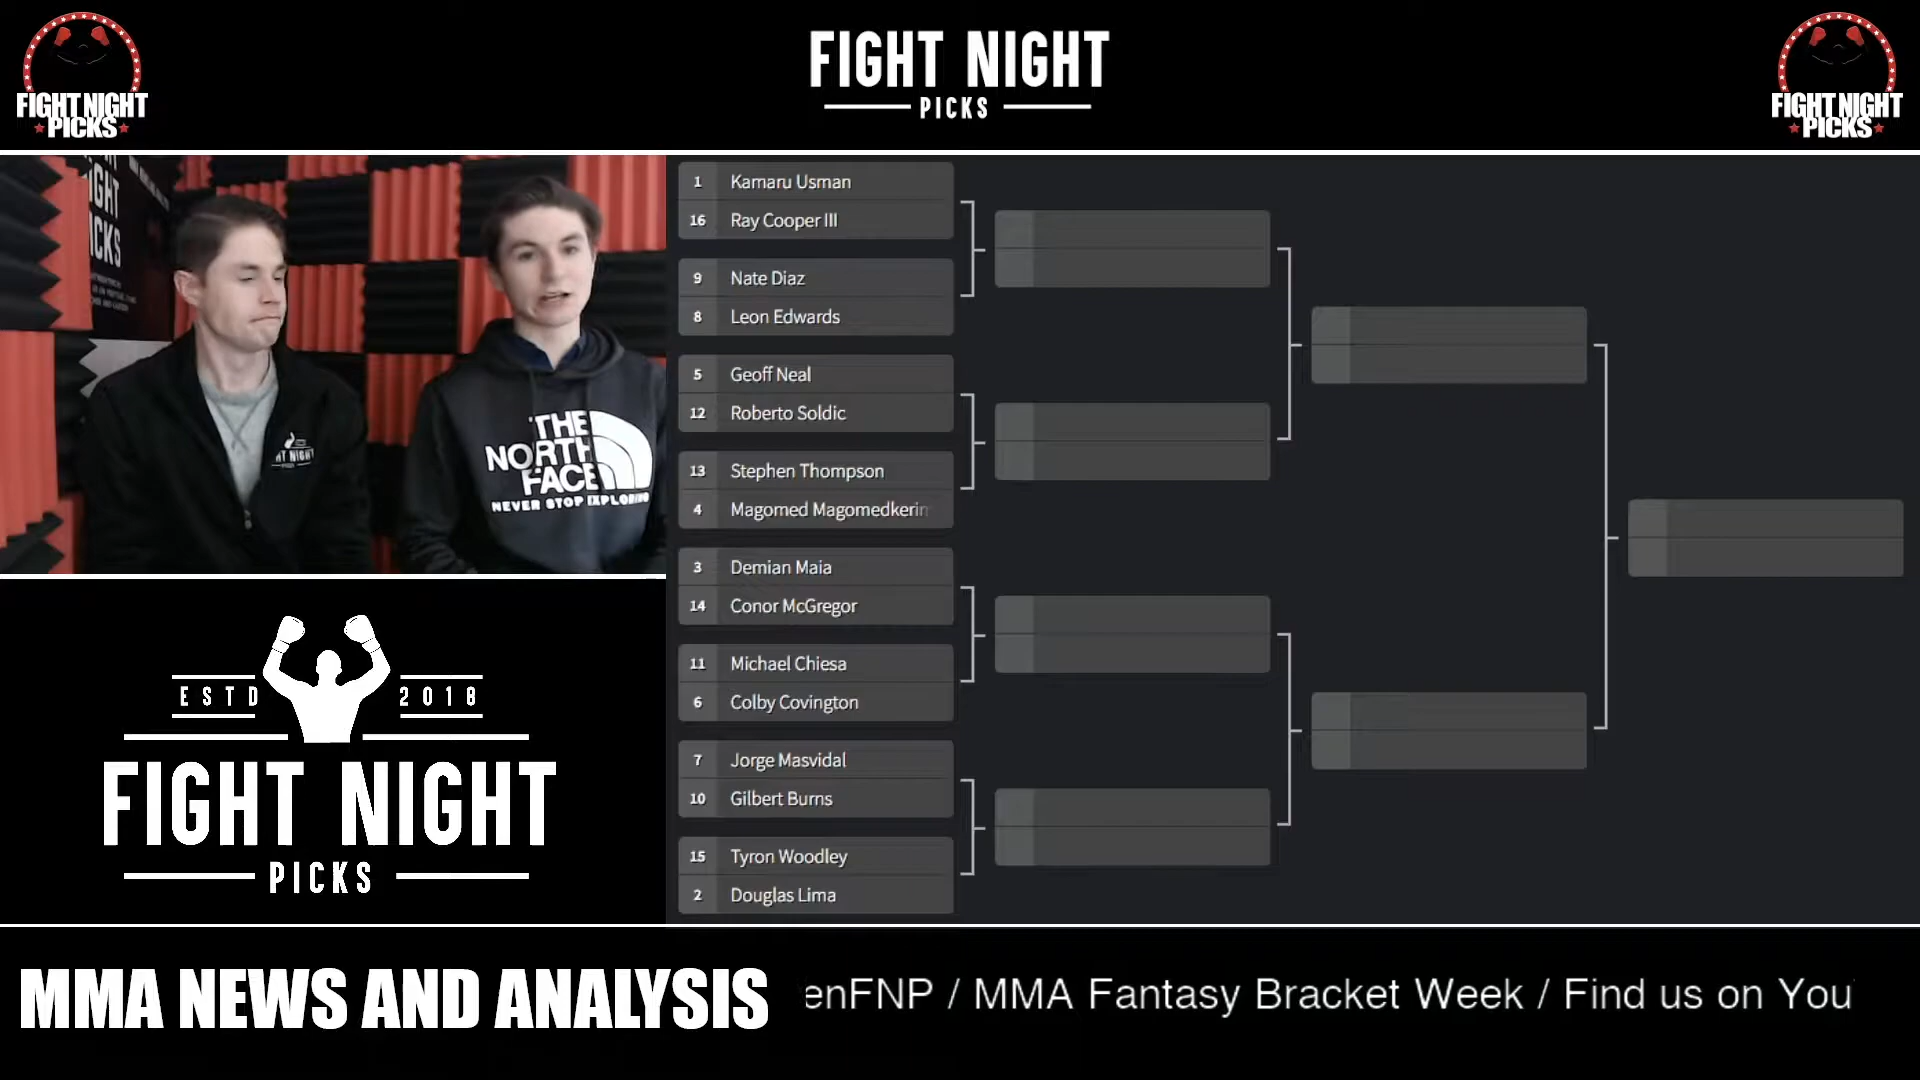 FIGHT NIGHT
PICKS
FIGHT NIGHT
PICKS
FIGHT NIGHT
PICKS
THE
NORTH
FACE
NEVER STOP EXPLORING
1 Kamaru Usman
16 Ray Cooper III
9 Nate Diaz
8 Leon Edwards
5 Geoff Neal
12 Roberto Soldic
13 Stephen Thompson
4 Magomed Magomedkerim
3 Demian Maia
14 Conor McGregor
11 Michael Chiesa
6 Colby Covington
7 Jorge Masvidal
10 Gilbert Burns
15 Tyron Woodley
2 Douglas Lima
ESTD 2018
FIGHT NIGHT
PICKS
MMA NEWS AND ANALYSIS
enFNP / MMA Fantasy Bracket Week / Find us on You